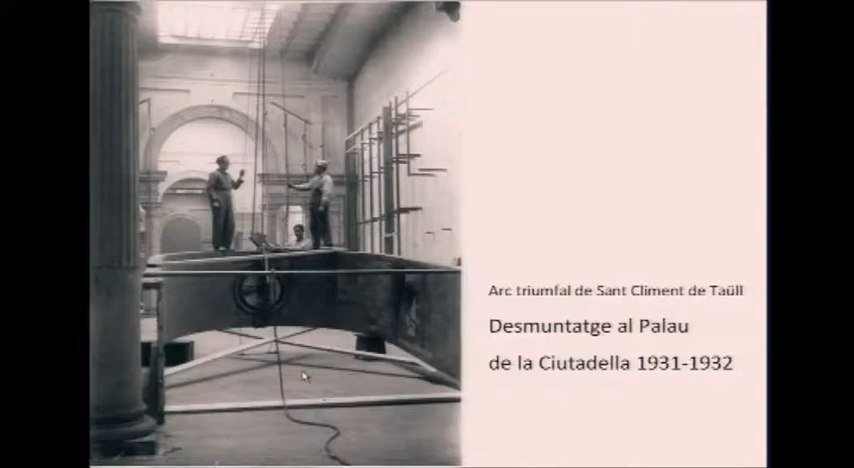 Arc triumfal de Sant Climent de Taüll
Desmuntatge al Palau
de la Ciutadella 1931-1932